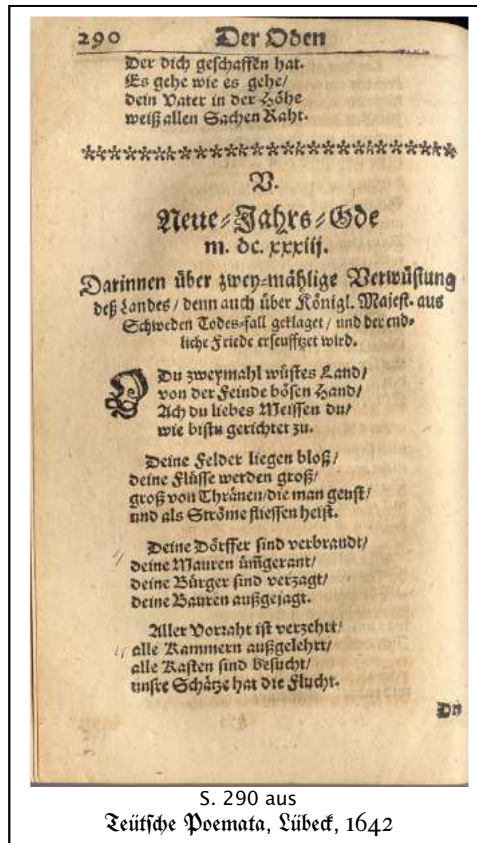 290 Der Oden
Der dich geschaffen hat.
Es gehe wie es gehe/
dein Vater in der Höhe
weiß allen Sachen Raht.
V.
Neue-Jahrs-Ode
m. dc. xxxiij.
Darinnen über zwey-mählige Verwüstung
deß Landes/ denn auch über Königl. Majest. aus
Schweden Todes-fall geklaget/ und der end-
liche Friede erseuffzet wird.
O Du zweymahl wüstes Land/
von der Feinde bösen Hand/
Ach du liebes Meissen du/
wie bistu gerichtet zu.
Deine Felder liegen bloß/
deine Flüsse werden groß/
groß von Thränen/die man geust/
und als Ströme fliessen heist.
Deine Dörffer sind verbrandt/
deine Mauren üm̃gerant/
deine Bürger sind verzagt/
deine Bauren außgejagt.
Aller Vorraht ist verzehrt/
alle Kammern außgelehrt/
alle Kasten sind besucht/
unsre Schätze hat die Flucht.
Du
S. 290 aus
Teütsche Poemata, Lübeck, 1642